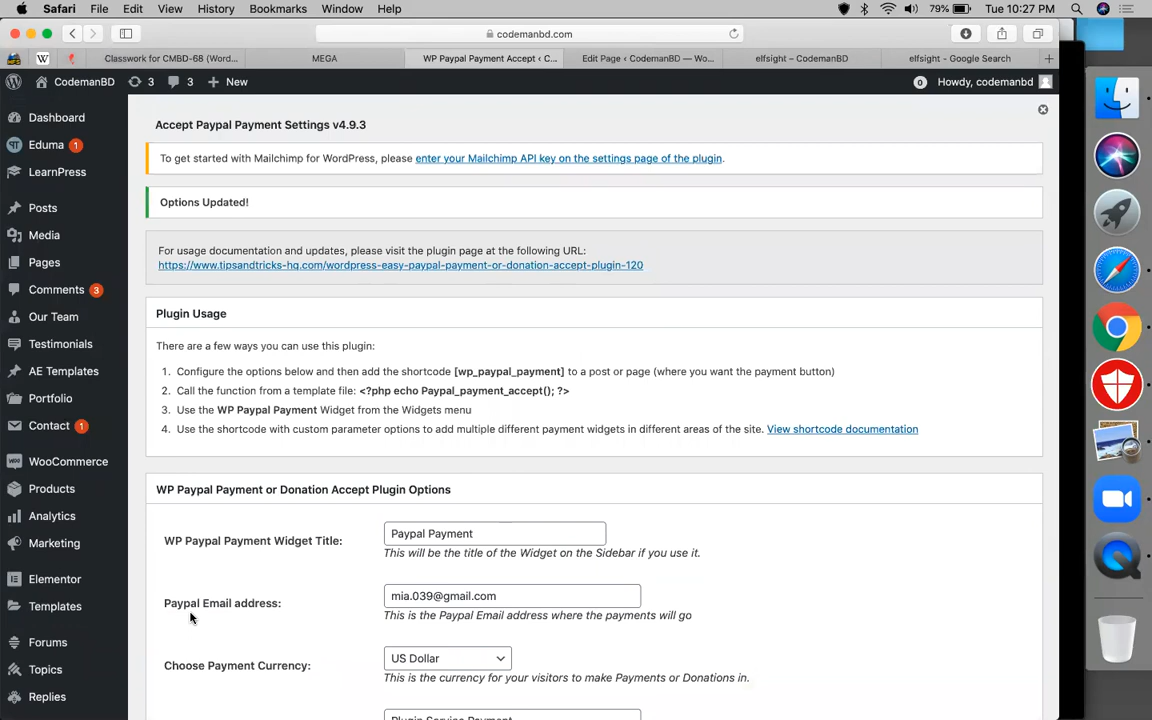 Safari File Edit View History Bookmarks Window Help 79% Tue 10:27 PM
codemanbd.com
W Classwork for CMBD-68 (Word... MEGA WP Paypal Payment Accept ‹ C... Edit Page ‹ CodemanBD — Wo... elfsight – CodemanBD elfsight - Google Search
CodemanBD 3 3 New 0 Howdy, codemanbd
Dashboard
Eduma 1
LearnPress
Posts
Media
Pages
Comments 3
Our Team
Testimonials
AE Templates
Portfolio
Contact 1
WooCommerce
Products
Analytics
Marketing
Elementor
Templates
Forums
Topics
Replies
Accept Paypal Payment Settings v4.9.3
To get started with Mailchimp for WordPress, please enter your Mailchimp API key on the settings page of the plugin.
Options Updated!
For usage documentation and updates, please visit the plugin page at the following URL:
https://www.tipsandtricks-hq.com/wordpress-easy-paypal-payment-or-donation-accept-plugin-120
Plugin Usage
There are a few ways you can use this plugin:
1. Configure the options below and then add the shortcode [wp_paypal_payment] to a post or page (where you want the payment button)
2. Call the function from a template file: <?php echo Paypal_payment_accept(); ?>
3. Use the WP Paypal Payment Widget from the Widgets menu
4. Use the shortcode with custom parameter options to add multiple different payment widgets in different areas of the site. View shortcode documentation
WP Paypal Payment or Donation Accept Plugin Options
WP Paypal Payment Widget Title: Paypal Payment
This will be the title of the Widget on the Sidebar if you use it.
Paypal Email address: mia.039@gmail.com
This is the Paypal Email address where the payments will go
Choose Payment Currency: US Dollar
This is the currency for your visitors to make Payments or Donations in.
Plugin Service Payment